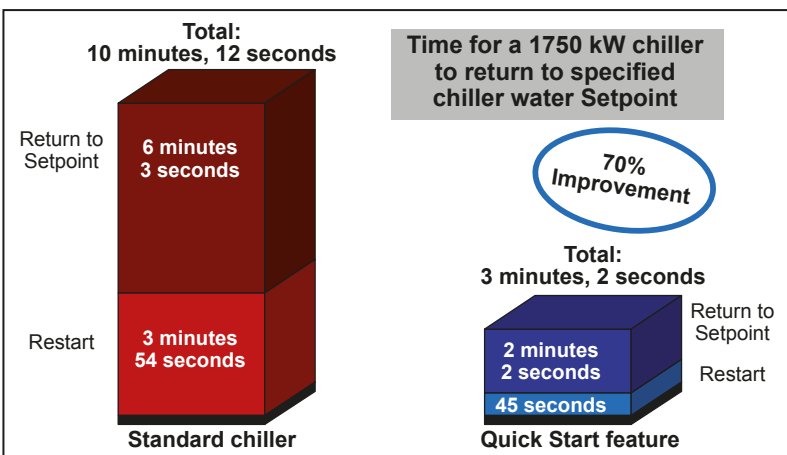 Total:
10 minutes, 12 seconds
Time for a 1750 kW chiller
to return to specified
chiller water Setpoint
Return to
Setpoint
6 minutes
3 seconds
70%
Improvement
Total:
3 minutes, 2 seconds
Restart
3 minutes
54 seconds
2 minutes
2 seconds
Return to
Setpoint
45 seconds
Restart
Standard chiller
Quick Start feature